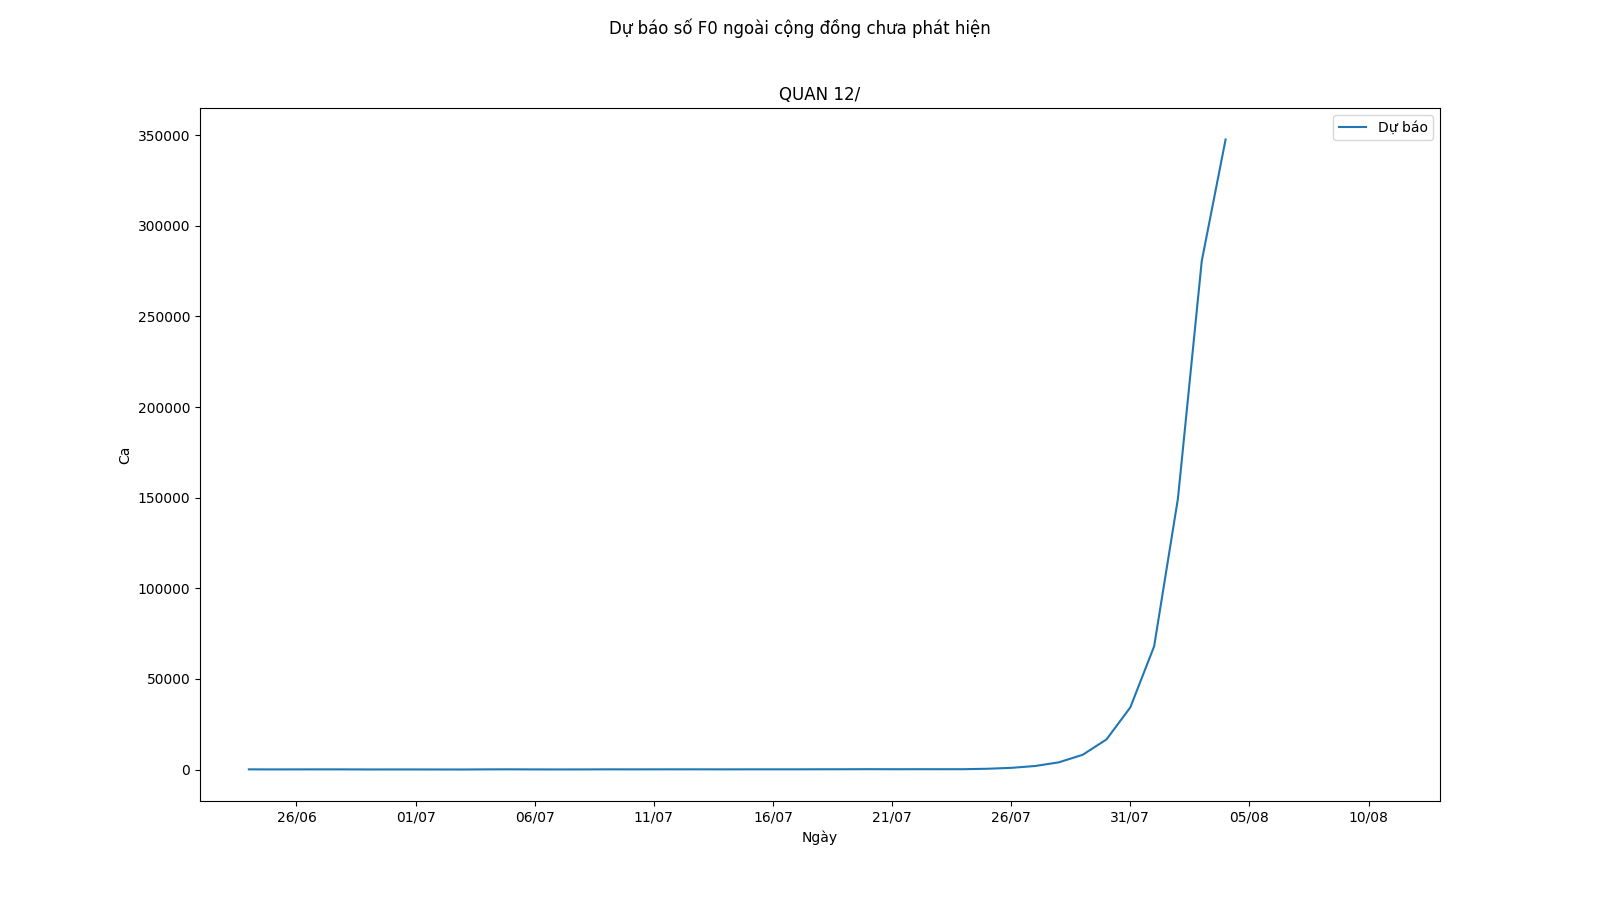 Dự báo số F0 ngoài cộng đồng chưa phát hiện
QUAN 12/
Dự báo
350000
300000
250000
200000
150000
100000
50000
0
Ca
26/06 01/07 06/07 11/07 16/07 21/07 26/07 31/07 05/08 10/08
Ngày